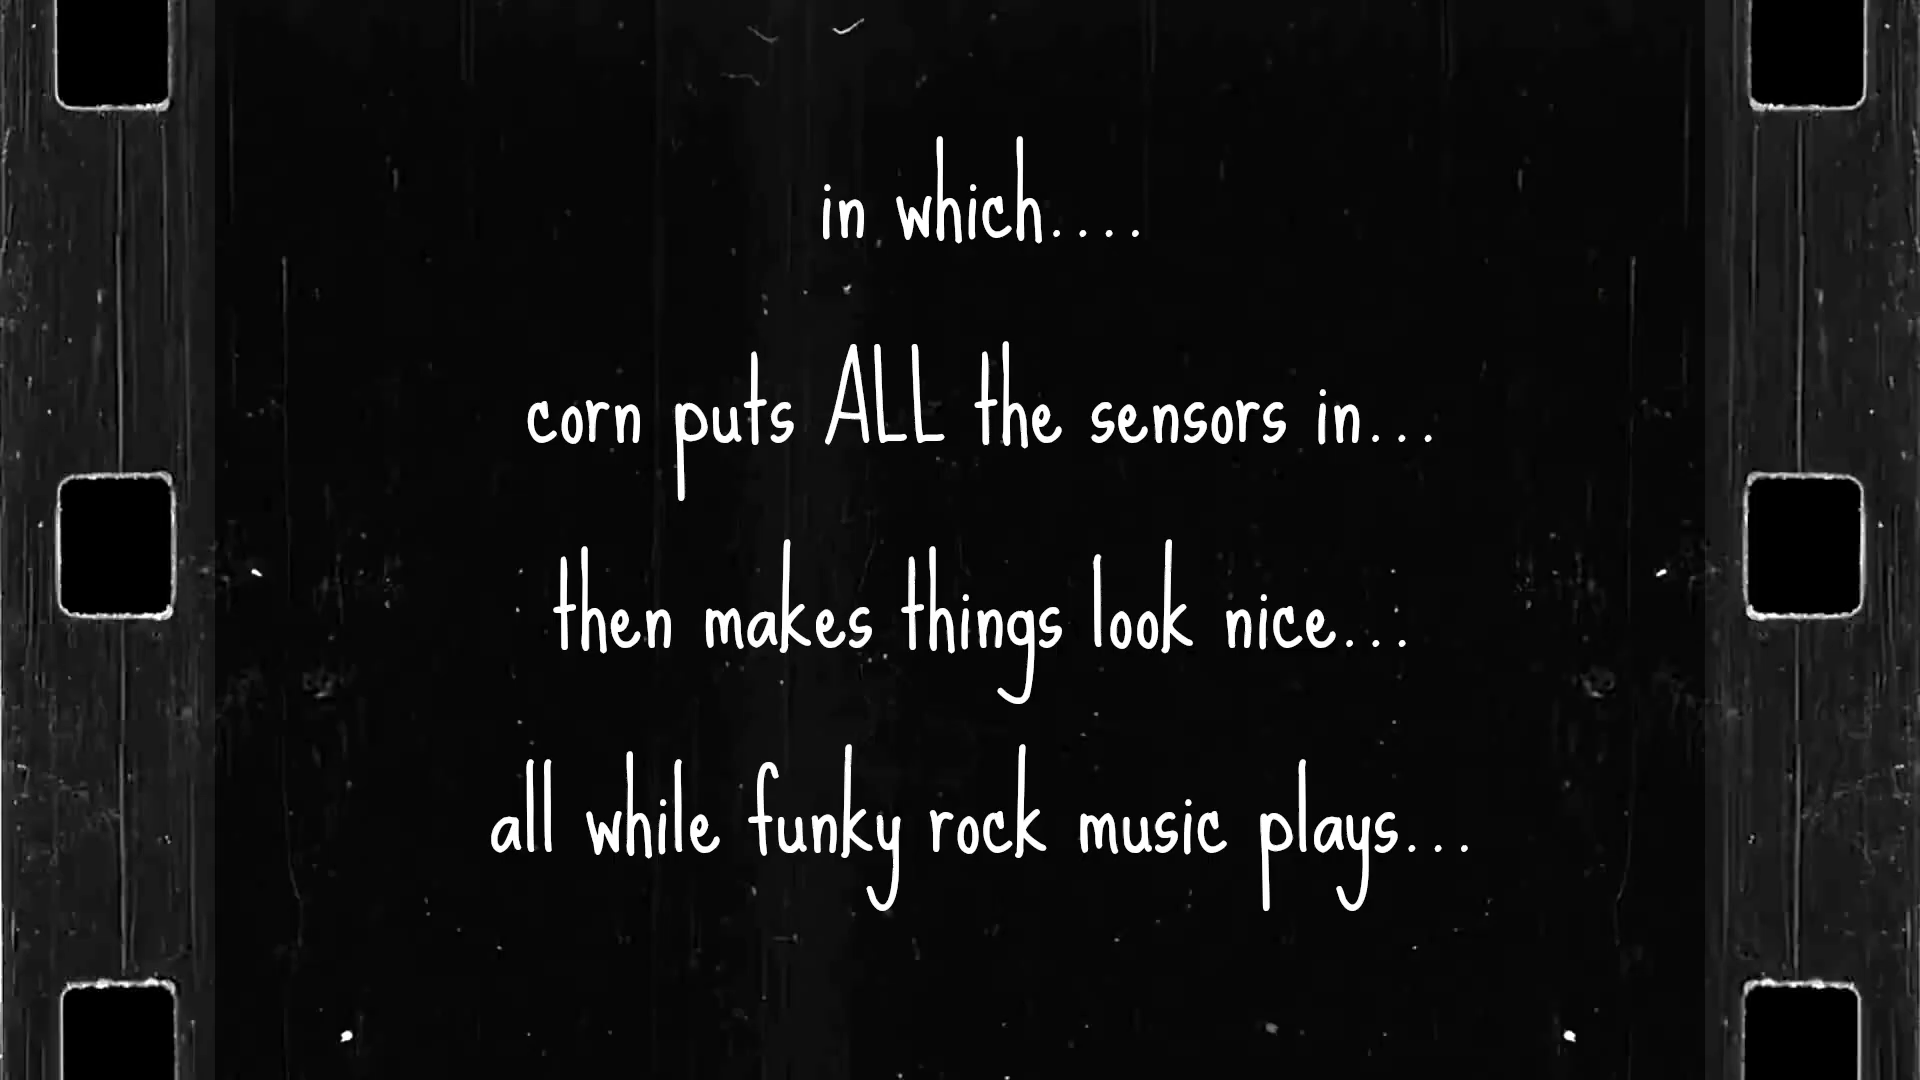 in which....
corn puts ALL the sensors in...
then makes things look nice...
all while funky rock music plays...